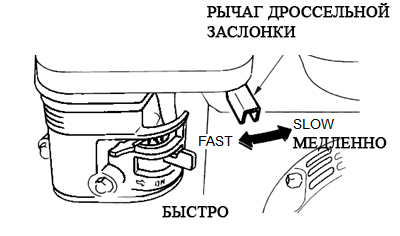 РЫЧАГ ДРОССЕЛЬНОЙ
ЗАСЛОНКИ
SLOW
FAST
МЕДЛЕННО
ON
БЫСТРО